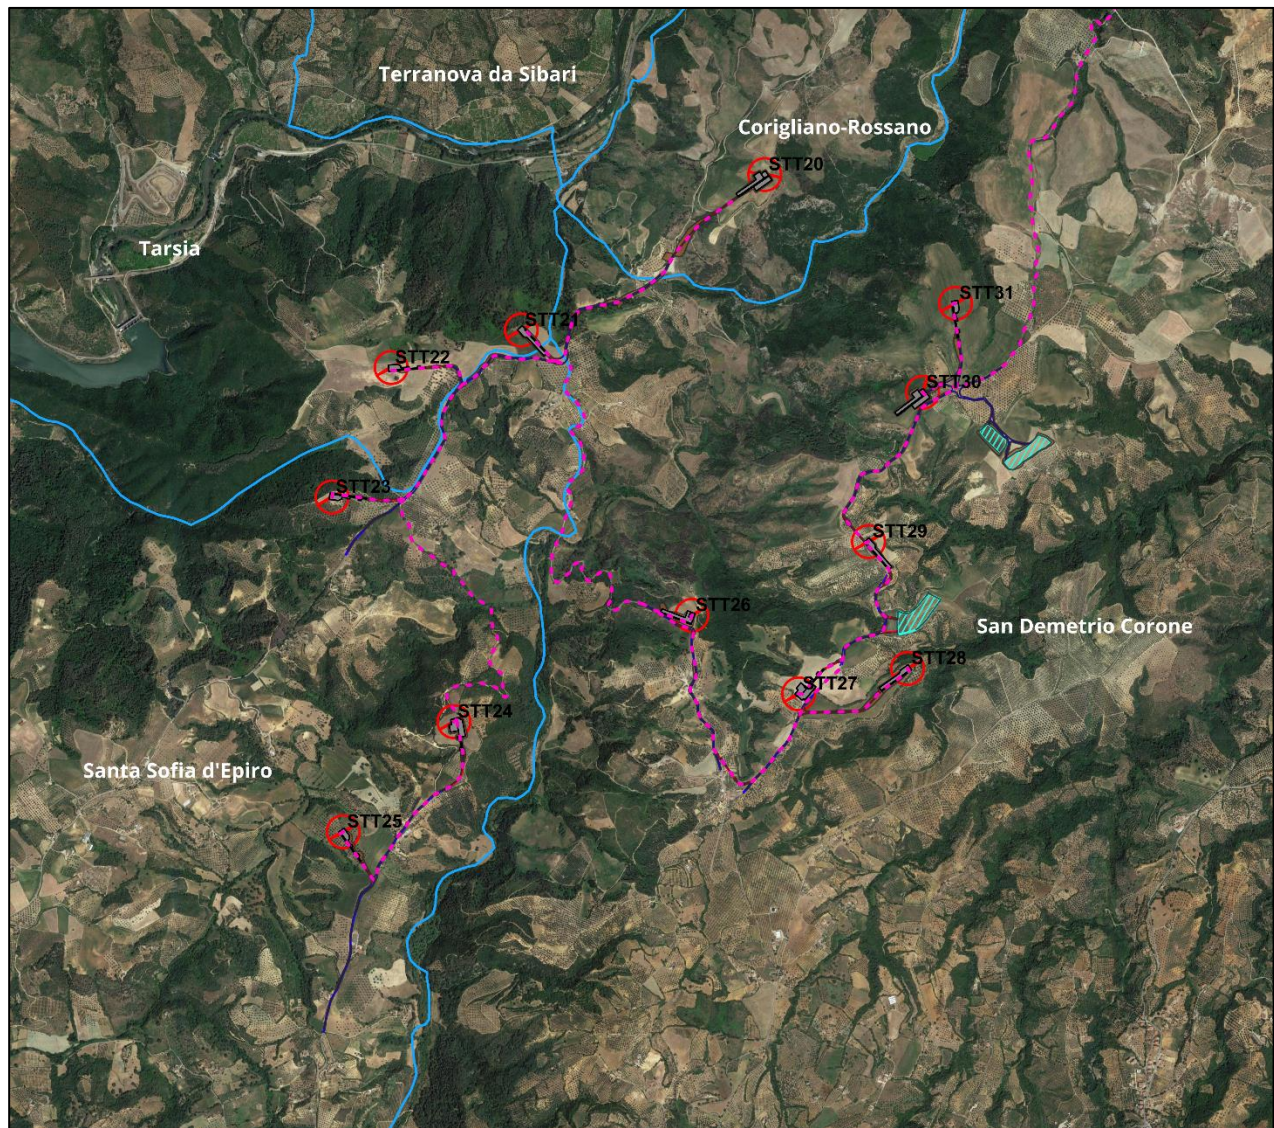 Terranova da Sibari
Corigliano-Rossano
STT20
Tarsia
STT31
STT21
STT22
STT30
STT23
STT29
STT26
San Demetrio Corone
STT28
STT27
STT24
Santa Sofia d'Epiro
STT25